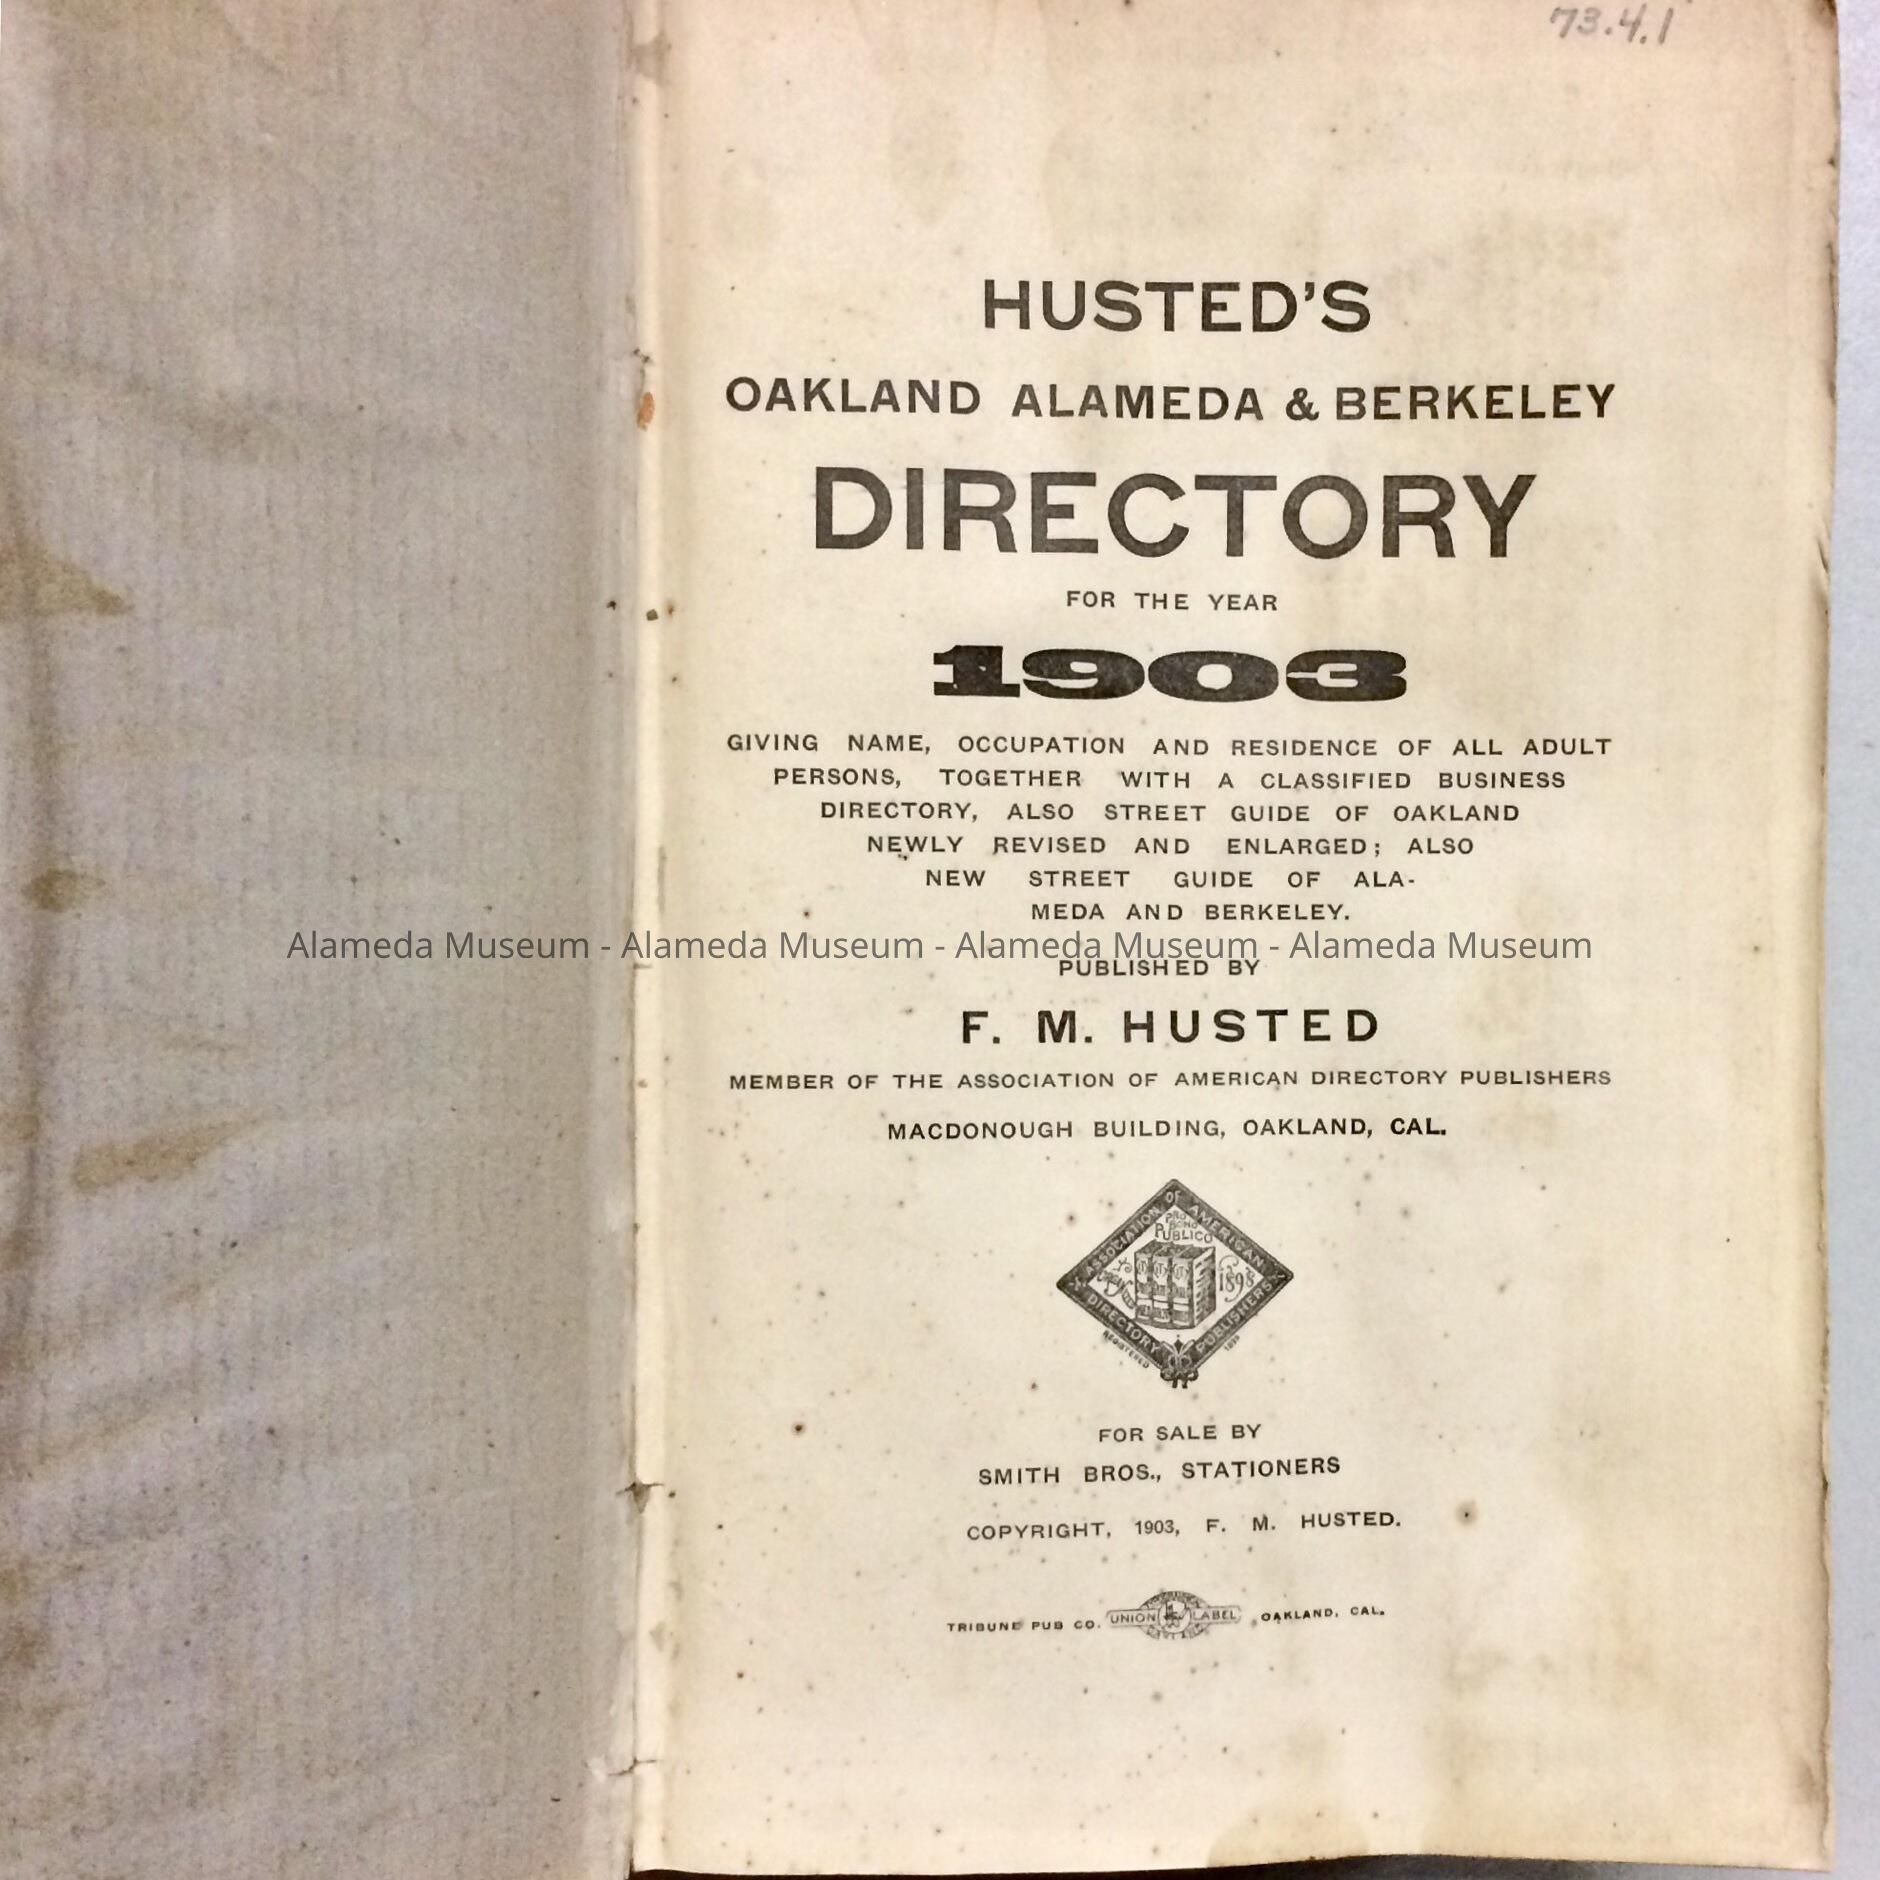 73.4.1
HUSTED'S
OAKLAND ALAMEDA & BERKELEY
DIRECTORY
FOR THE YEAR
1903
GIVING NAME, OCCUPATION AND RESIDENCE OF ALL ADULT
PERSONS, TOGETHER WITH A CLASSIFIED BUSINESS
DIRECTORY, ALSO STREET GUIDE OF OAKLAND
NEWLY REVISED AND ENLARGED; ALSO
NEW STREET GUIDE OF ALA-
MEDA AND BERKELEY.
Alameda Museum - Alameda Museum - Alameda Museum - Alameda Museum
PUBLISHED BY
F. M. HUSTED
MEMBER OF THE ASSOCIATION OF AMERICAN DIRECTORY PUBLISHERS
MACDONOUGH BUILDING, OAKLAND, CAL.
ASSOCIATION OF AMERICAN
PRO
BONO
PUBLICO
1898
DIRECTORY PUBLISHERS
REGISTERED
FOR SALE BY
SMITH BROS., STATIONERS
COPYRIGHT, 1903, F. M. HUSTED.
TRIBUNE PUB CO. UNION LABEL OAKLAND, CAL.